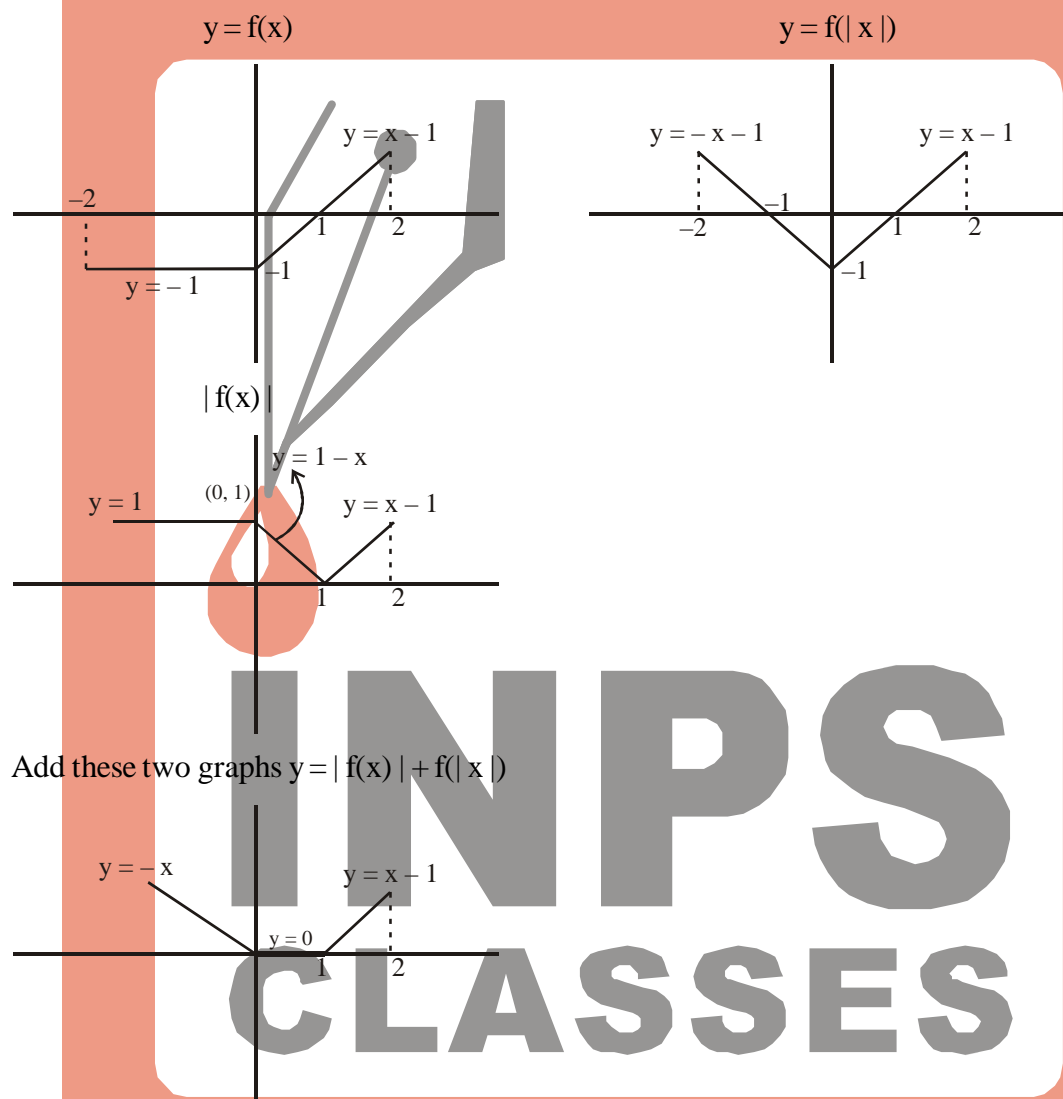 y = f(x)
y = f(| x |)
y = x – 1
y = – x – 1
y = x – 1
–2
1
2
–1
y = – 1
–1
–2
1
2
–1
| f(x) |
y = 1 – x
(0, 1)
y = 1
y = x – 1
1
2
Add these two graphs y = | f(x) | + f(| x |)
y = – x
y = x – 1
y = 0
1
2
INPS
CLASSES